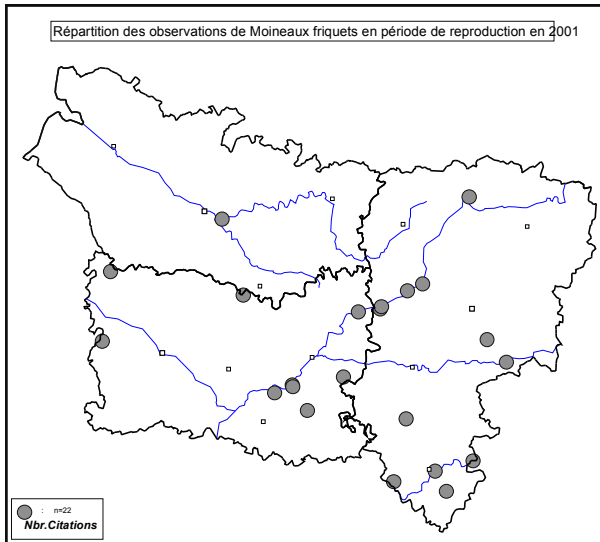 Répartition des observations de Moineaux friquets en période de reproduction en 2001
: n=22
Nbr.Citations